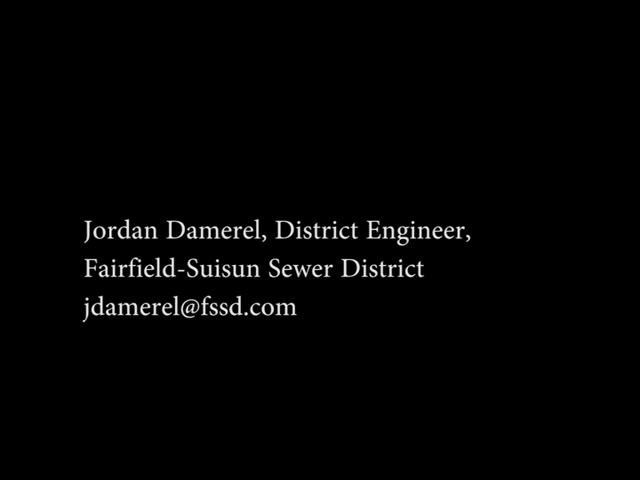 Jordan Damerel, District Engineer,
Fairfield-Suisun Sewer District
jdamerel@fssd.com